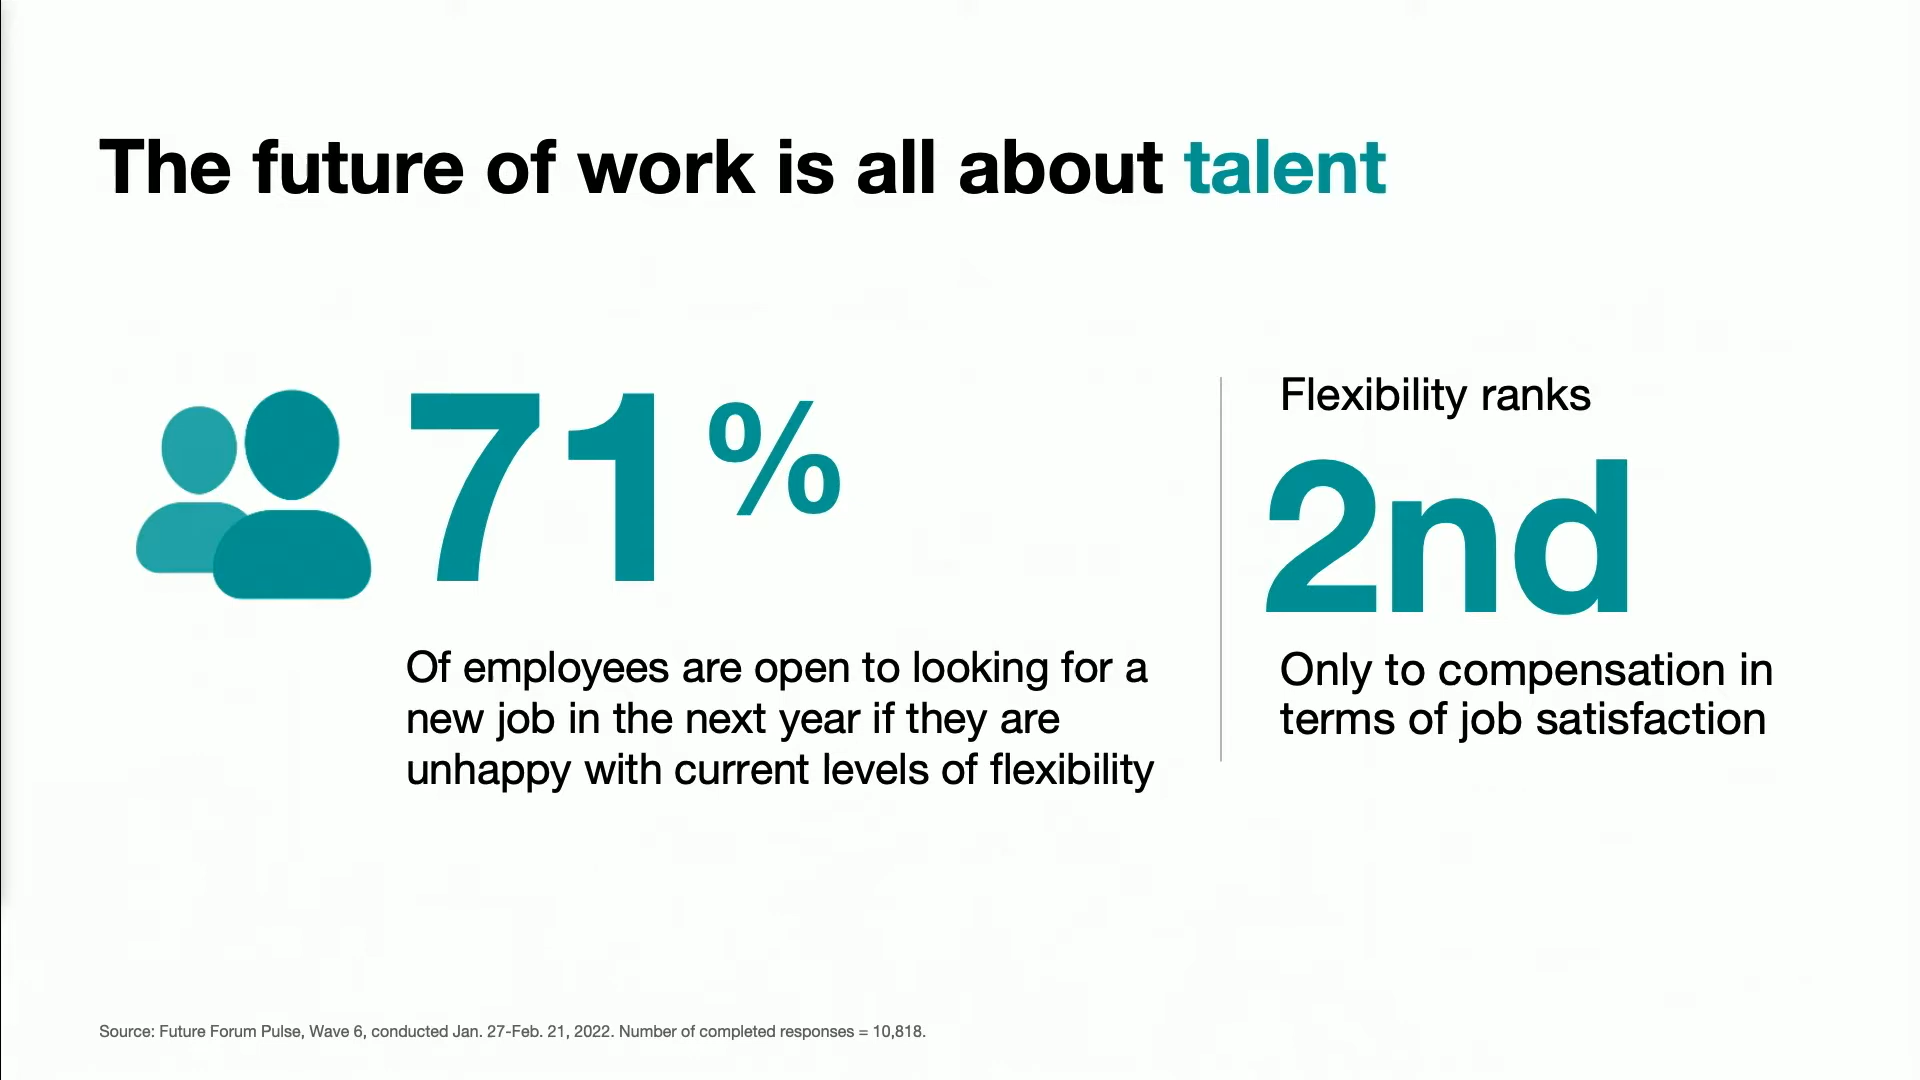 The future of work is all about talent
71%
Of employees are open to looking for a
new job in the next year if they are
unhappy with current levels of flexibility
Flexibility ranks
2nd
Only to compensation in
terms of job satisfaction
Source: Future Forum Pulse, Wave 6, conducted Jan. 27-Feb. 21, 2022. Number of completed responses = 10,818.